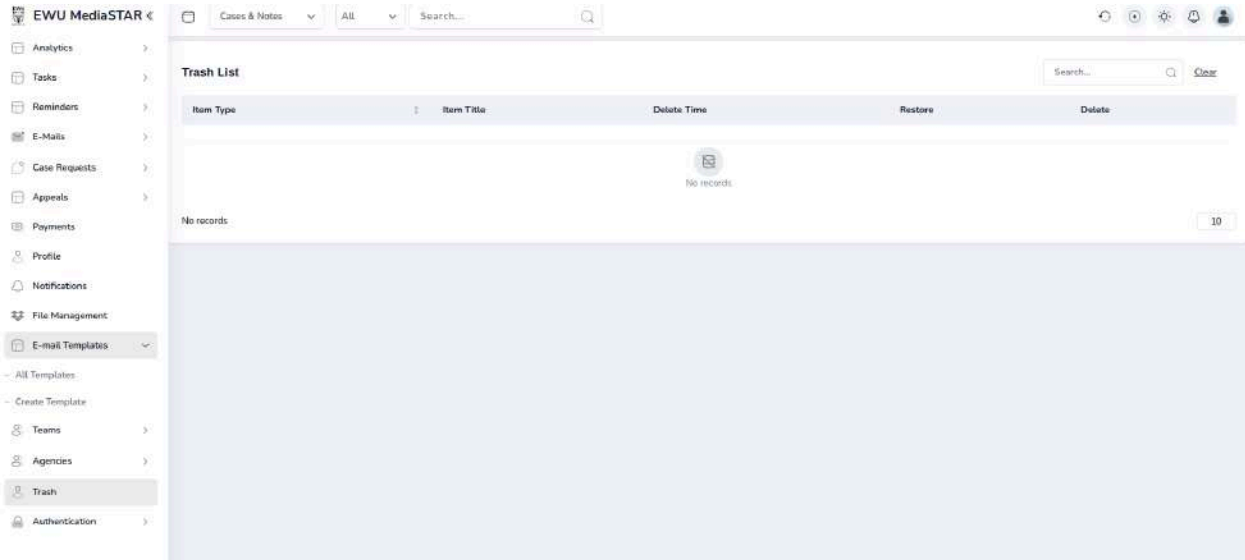 EWU MediaSTAR «
Cases & Notes
All
Search...
Analytics
Tasks
Reminders
E-Mails
Case Requests
Appeals
Payments
Profile
Notifications
File Management
E-mail Templates
- All Templates
- Create Template
Teams
Agencies
Trash
Authentication
Trash List
Search...
Clear
Item Type
Item Title
Delete Time
Restore
Delete
No records
No records
10